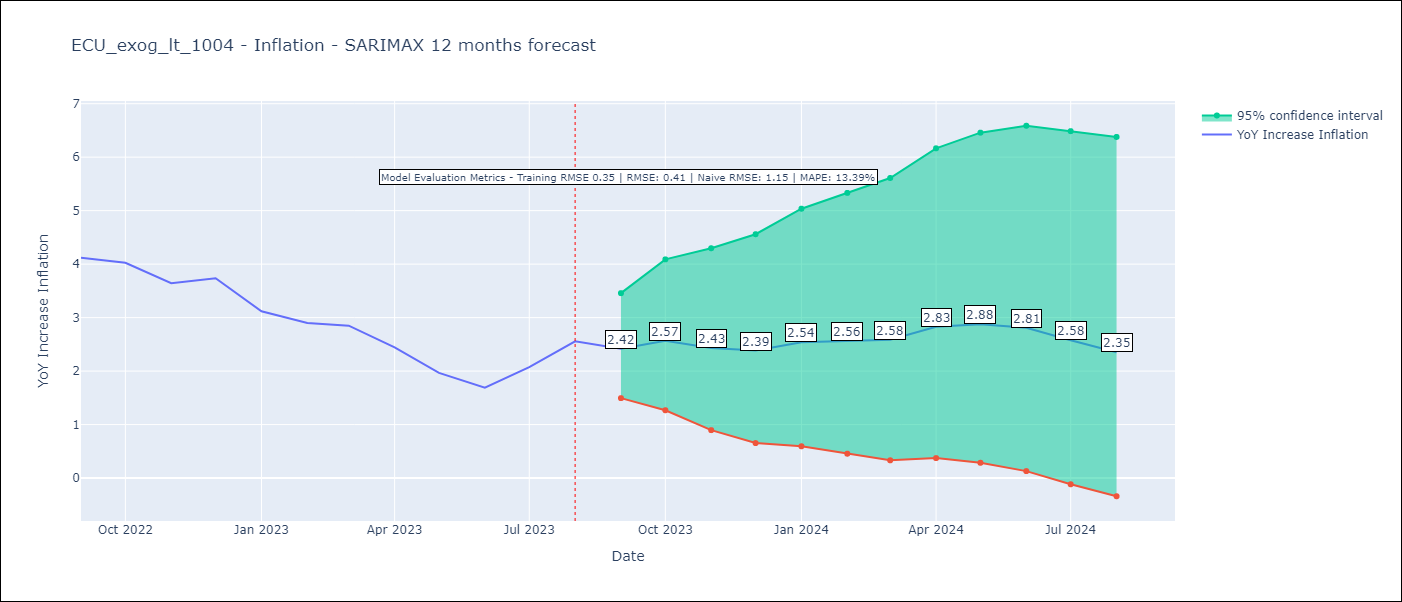 ECU_exog_lt_1004 - Inflation - SARIMAX 12 months forecast
95% confidence interval
YoY Increase Inflation
Model Evaluation Metrics - Training RMSE 0.35 | RMSE: 0.41 | Naive RMSE: 1.15 | MAPE: 13.39%
YoY Increase Inflation
7
6
5
4
3
2
1
0
2.42
2.57
2.43
2.39
2.54
2.56
2.58
2.83
2.88
2.81
2.58
2.35
Oct 2022
Jan 2023
Apr 2023
Jul 2023
Oct 2023
Jan 2024
Apr 2024
Jul 2024
Date